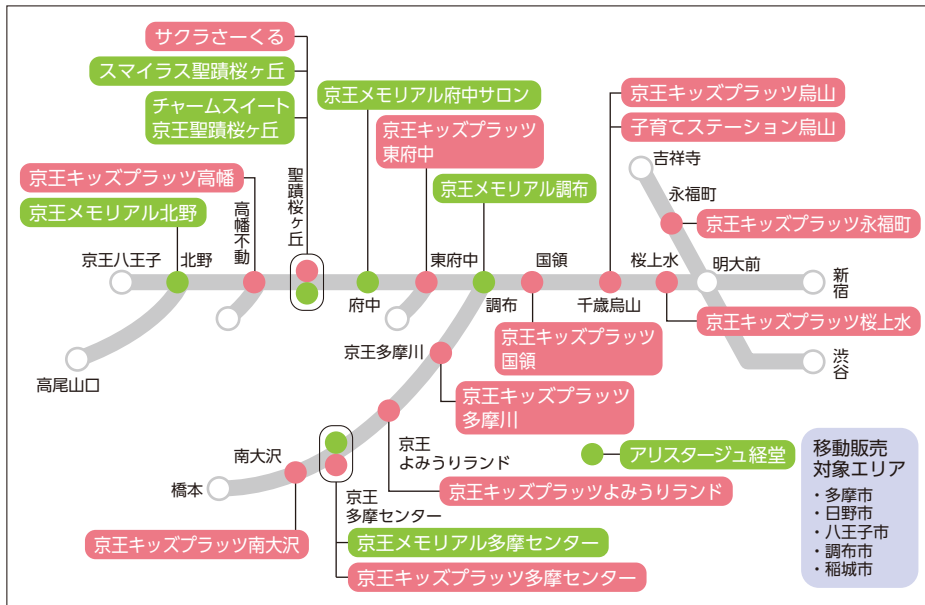 サクラさーくる
スマイラス聖蹟桜ヶ丘
チャームスイート
京王聖蹟桜ヶ丘
京王メモリアル府中サロン
京王キッズプラッツ
東府中
京王メモリアル調布
京王キッズプラッツ烏山
子育てステーション烏山
京王キッズプラッツ高幡
京王メモリアル北野
吉祥寺
永福町
京王キッズプラッツ永福町
京王八王子
北野
高幡不動
聖蹟桜ヶ丘
府中
東府中
調布
国領
千歳烏山
桜上水
明大前
新宿
京王キッズプラッツ桜上水
渋谷
京王キッズプラッツ
国領
高尾山口
京王多摩川
京王キッズプラッツ
多摩川
京王
よみうりランド
京王キッズプラッツよみうりランド
アリスタージュ経堂
南大沢
橋本
京王
多摩センター
京王キッズプラッツ南大沢
京王メモリアル多摩センター
京王キッズプラッツ多摩センター
移動販売
対象エリア
・多摩市
・日野市
・八王子市
・調布市
・稲城市